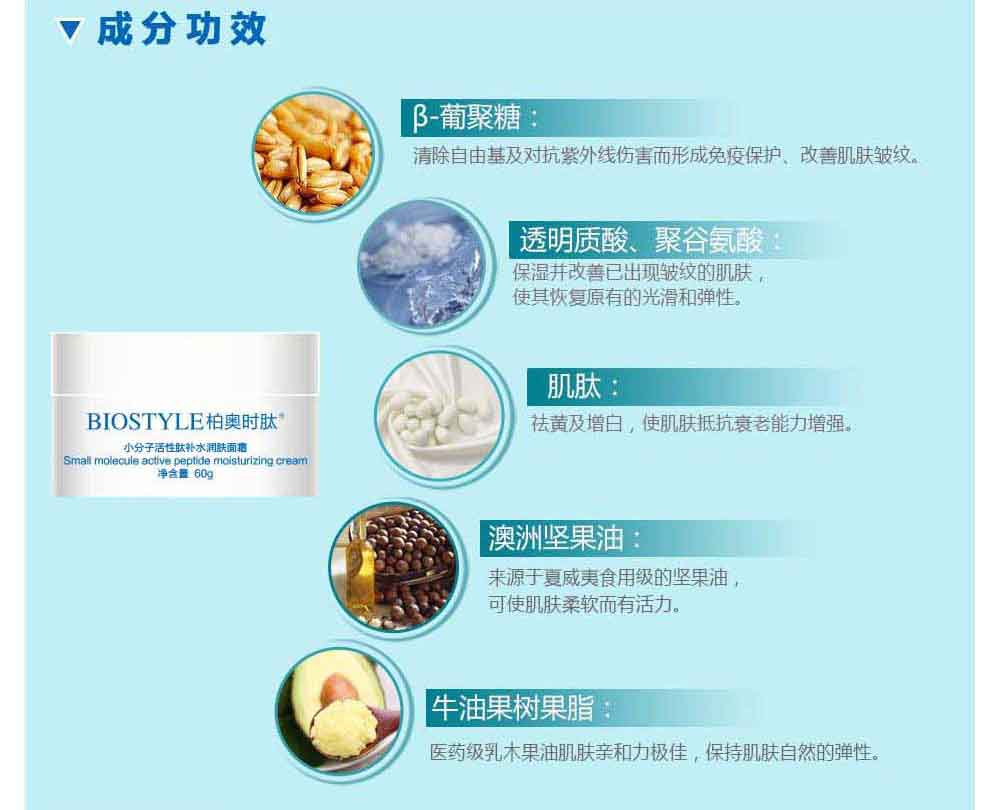 成分功效
β-葡聚糖：
清除自由基及对抗紫外线伤害而形成免疫保护、改善肌肤皱纹。
透明质酸、聚谷氨酸：
保湿并改善已出现皱纹的肌肤，
使其恢复原有的光滑和弹性。
肌肽：
祛黄及增白，使肌肤抵抗衰老能力增强。
BIOSTYLE柏奥时肽®
小分子活性肽补水润肤面霜
Small molecule active peptide moisturizing cream
净含量 60g
澳洲坚果油：
来源于夏威夷食用级的坚果油，
可使肌肤柔软而有活力。
牛油果树果脂：
医药级乳木果油肌肤亲和力极佳，保持肌肤自然的弹性。